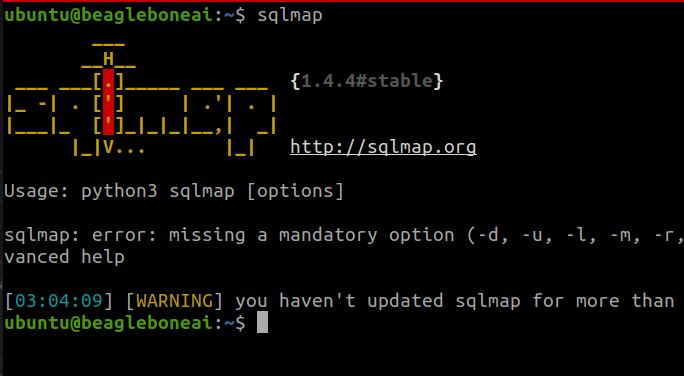 ubuntu@beagleboneai:~$ sqlmap
        ___
       __H__
 ___ ___[.]_____ ___ ___  {1.4.4#stable}
|_ -| . [']     | .'| . |
|___|_  [']_|_|_|__,|  _|
      |_|V...       |_|   http://sqlmap.org
Usage: python3 sqlmap [options]
sqlmap: error: missing a mandatory option (-d, -u, -l, -m, -r,
vanced help
[03:04:09] [WARNING] you haven't updated sqlmap for more than
ubuntu@beagleboneai:~$